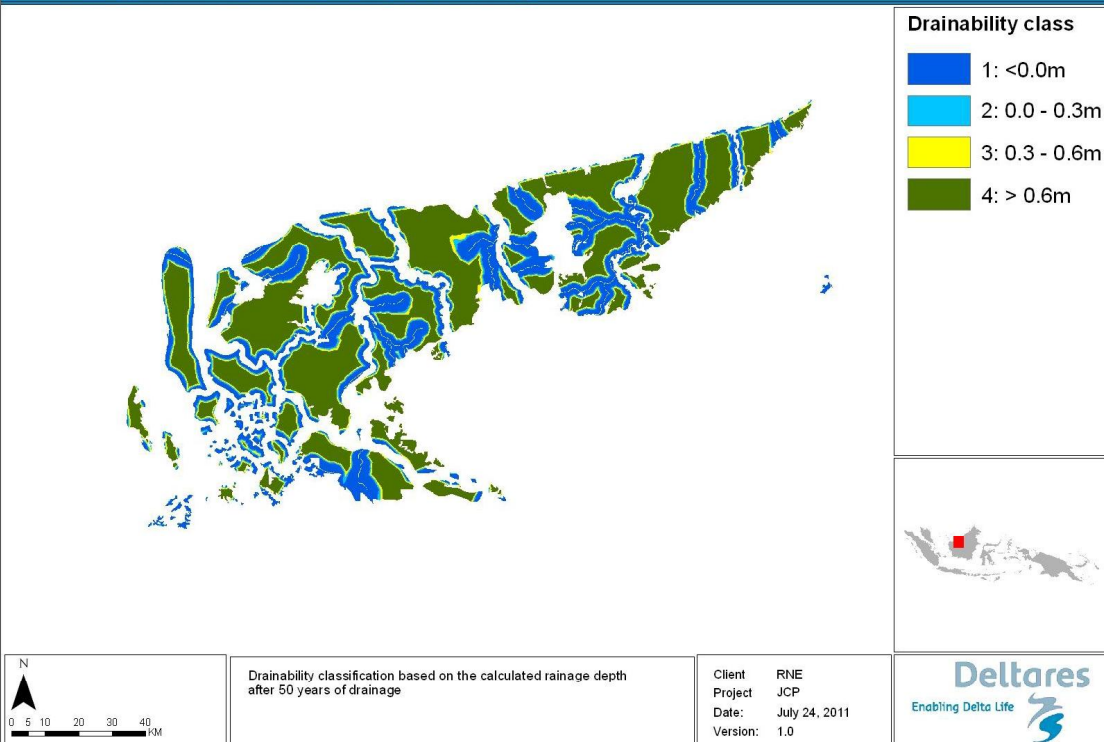 Drainability class
1: <0.0m
2: 0.0 - 0.3m
3: 0.3 - 0.6m
4: > 0.6m
N
0 5 10 20 30 40
KM
Drainability classification based on the calculated rainage depth
after 50 years of drainage
Client RNE
Project JCP
Date: July 24, 2011
Version: 1.0
Deltares
Enabling Delta Life